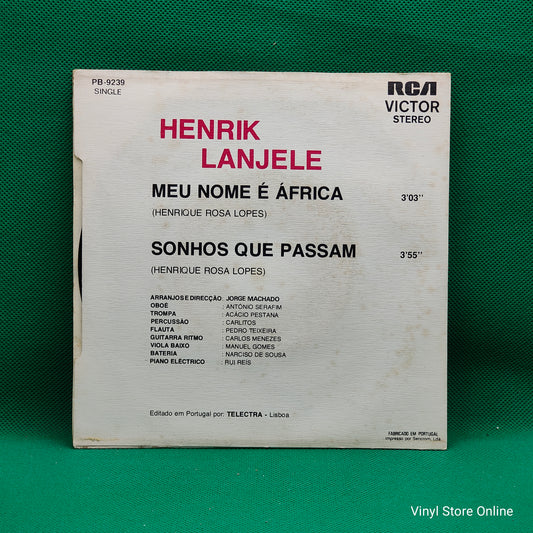 PB-9239
SINGLE
RCA
VICTOR
STEREO
HENRIK
LANJELE
MEU NOME É ÁFRICA 3'03''
(HENRIQUE ROSA LOPES)
SONHOS QUE PASSAM 3'55''
(HENRIQUE ROSA LOPES)
ARRANJOS E DIRECÇÃO : JORGE MACHADO
OBOÉ : ANTÓNIO SERAFIM
TROMPA : ACÁCIO PESTANA
PERCUSSÃO : CARLITOS
FLAUTA : PEDRO TEIXEIRA
GUITARRA RITMO : CARLOS MENEZES
VIOLA BAIXO : MANUEL GOMES
BATERIA : NARCISO DE SOUSA
PIANO ELÉCTRICO : RUI REIS
Editado em Portugal por: TELECTRA - Lisboa
FABRICADO EM PORTUGAL
Impresso por
Vinyl Store Online